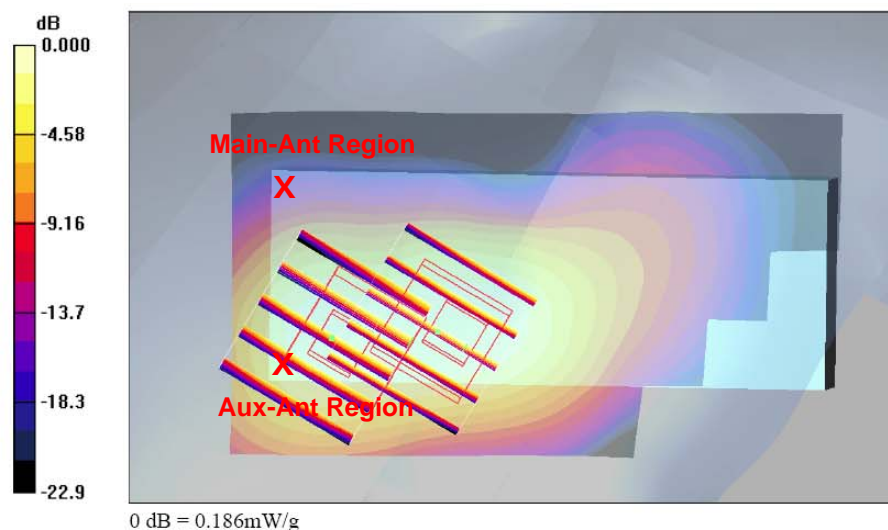 dB
0.000
-4.58
-9.16
-13.7
-18.3
-22.9
Main-Ant Region
X
X
Aux-Ant Region
0 dB = 0.186mW/g